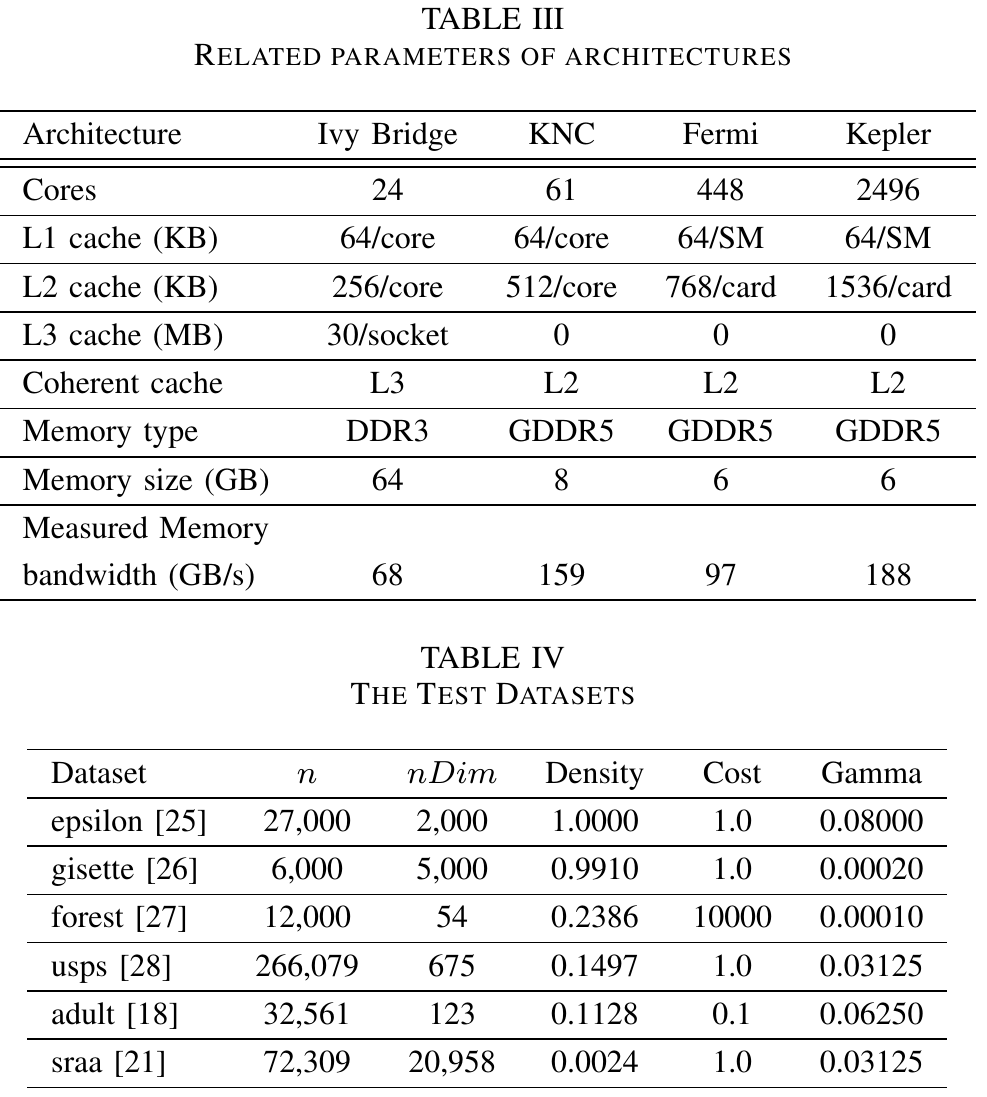 TABLE III
RELATED PARAMETERS OF ARCHITECTURES
Architecture Ivy Bridge KNC Fermi Kepler
Cores 24 61 448 2496
L1 cache (KB) 64/core 64/core 64/SM 64/SM
L2 cache (KB) 256/core 512/core 768/card 1536/card
L3 cache (MB) 30/socket 0 0 0
Coherent cache L3 L2 L2 L2
Memory type DDR3 GDDR5 GDDR5 GDDR5
Memory size (GB) 64 8 6 6
Measured Memory
bandwidth (GB/s) 68 159 97 188
TABLE IV
THE TEST DATASETS
Dataset n nDim Density Cost Gamma
epsilon [25] 27,000 2,000 1.0000 1.0 0.08000
gisette [26] 6,000 5,000 0.9910 1.0 0.00020
forest [27] 12,000 54 0.2386 10000 0.00010
usps [28] 266,079 675 0.1497 1.0 0.03125
adult [18] 32,561 123 0.1128 0.1 0.06250
sraa [21] 72,309 20,958 0.0024 1.0 0.03125